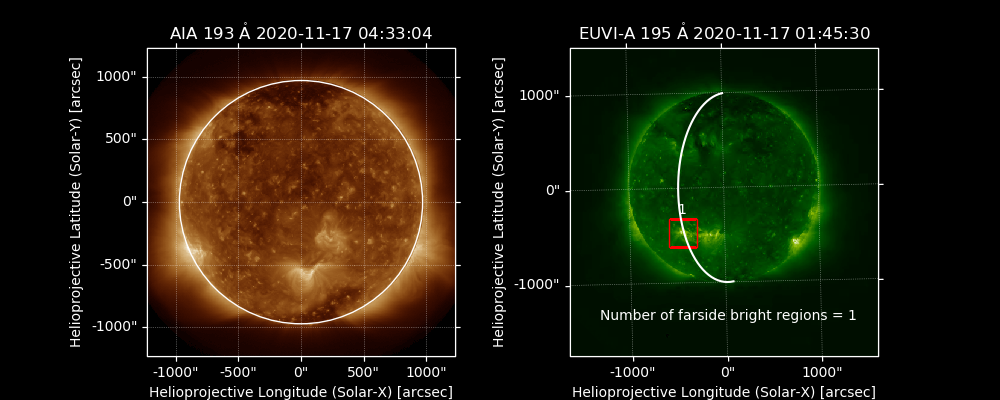 AIA 193 Å 2020-11-17 04:33:04
Helioprojective Latitude (Solar-Y) [arcsec]
1000"
500"
0"
-500"
-1000"
-1000" -500" 0" 500" 1000"
Helioprojective Longitude (Solar-X) [arcsec]
EUVI-A 195 Å 2020-11-17 01:45:30
Helioprojective Latitude (Solar-Y) [arcsec]
1000"
0"
-1000"
1
Number of farside bright regions = 1
-1000" 0" 1000"
Helioprojective Longitude (Solar-X) [arcsec]